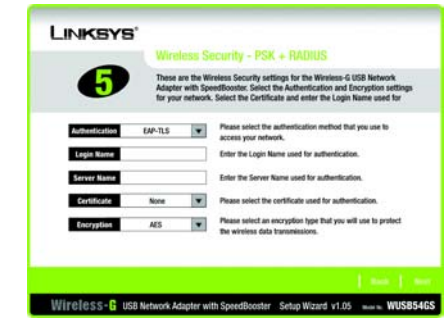 LINKSYS®
Wireless Security - PSK + RADIUS
5
These are the Wireless Security settings for the Wireless-G USB Network
Adapter with SpeedBooster. Select the Authentication and Encryption settings
for your network. Select the Certificate and enter the Login Name used for
Authentication
EAP-TLS
Please select the authentication method that you use to
access your network.
Login Name
Enter the Login Name used for authentication.
Server Name
Enter the Server Name used for authertification.
Certificate
None
Please select the certificate used for authentication.
Encryption
AES
Please select an encryption type that you will use to protect
the wireless data transmissions.
Back
Next
Wireless-G USB Network Adapter with SpeedBooster Setup Wizard v1.05 Model No. WUSB54GS